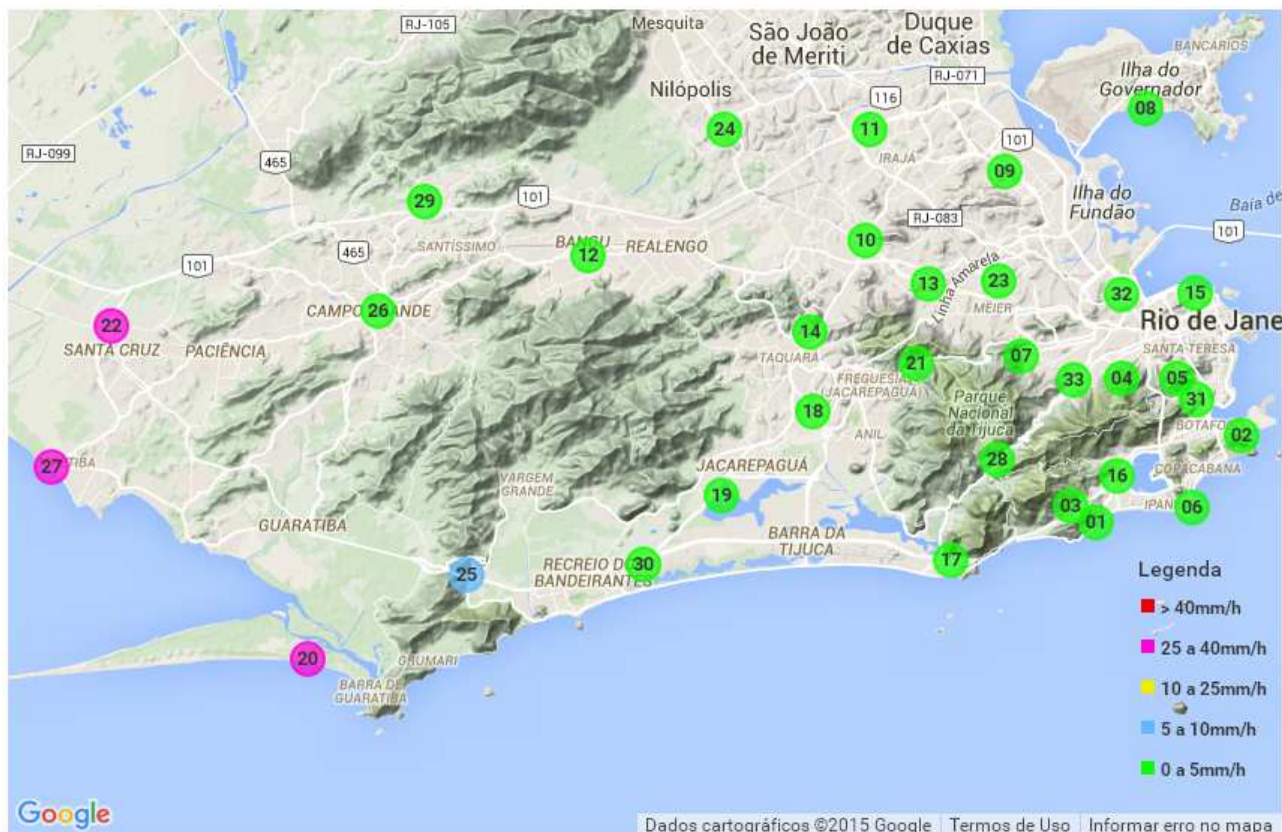 RJ-105
Mesquita
São João
de Meriti
Duque
de Caxias
BANCÁRIOS
RJ-071
Ilha do
Governador
Nilópolis
116
08
24
11
RJ-099
465
IRAJÁ
101
09
29
101
Ilha do
Fundão
Baía de
RJ-083
101
SANTÍSSIMO
465
BANGU
REALENGO
10
12
101
Linha Amarela
13
23
MEIER
32
15
CAMPO GRANDE
26
22
SANTA CRUZ
PACIÊNCIA
14
Rio de Jane
TAQUARA
SANTA TERESA
21
07
FREGUESIA
(JACAREPAGUÁ)
33
04
05
31
Parque
Nacional
da Tijuca
18
BOTAFO
02
ANIL
27
TIBA
28
JACAREPAGUÁ
COPACABANA
16
VARGEM
GRANDE
19
03
IPAN
06
01
GUARATIBA
BARRA DA
TIJUCA
17
25
RECREIO DOS
BANDEIRANTES
30
20
GRUMARI
BARRA DE
GUARATIBA
Legenda
> 40mm/h
25 a 40mm/h
10 a 25mm/h
5 a 10mm/h
0 a 5mm/h
Google
Dados cartográficos ©2015 Google
Termos de Uso
Informar erro no mapa